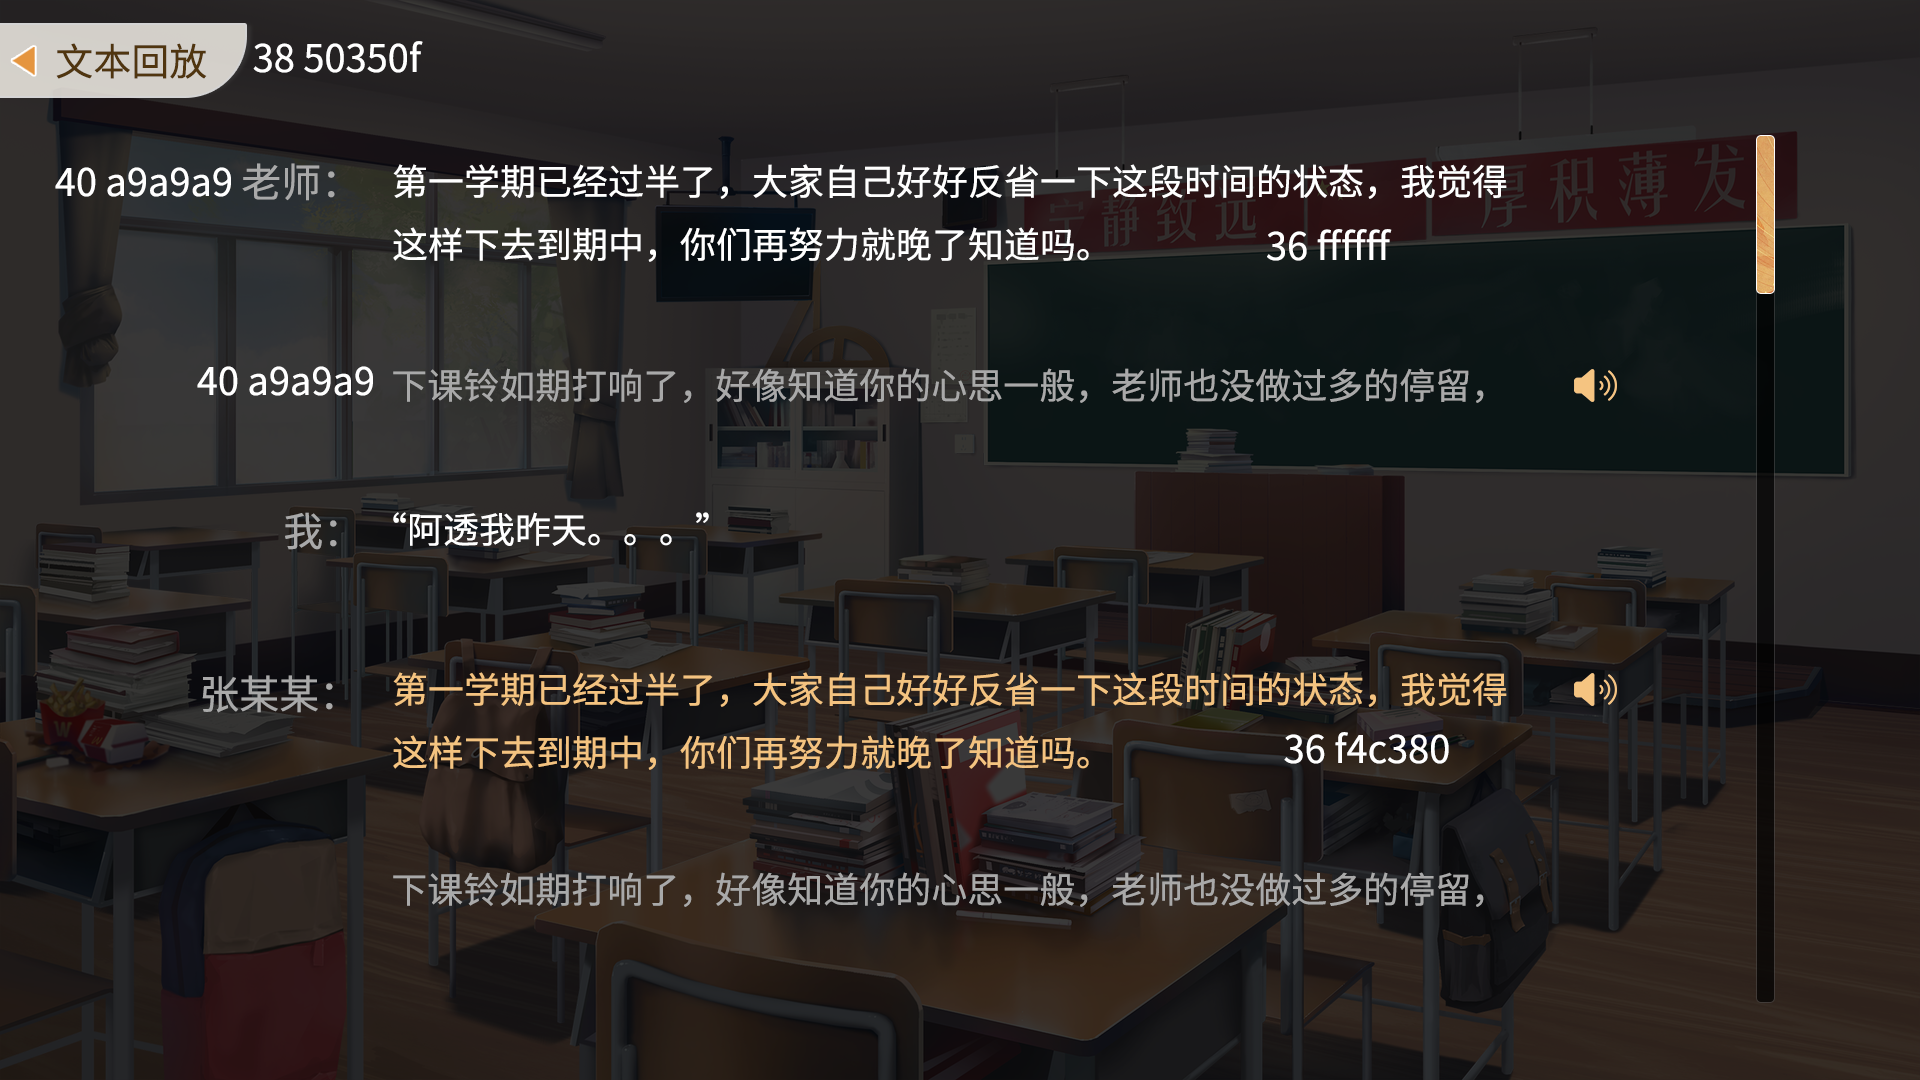 文本回放 38 50350f
宁静致远 厚积薄发
40 a9a9a9 老师： 第一学期已经过半了，大家自己好好反省一下这段时间的状态，我觉得
这样下去到期中，你们再努力就晚了知道吗。 36 ffffff
40 a9a9a9 下课铃如期打响了，好像知道你的心思一般，老师也没做过多的停留，
我： “阿透我昨天。。。”
张某某： 第一学期已经过半了，大家自己好好反省一下这段时间的状态，我觉得
这样下去到期中，你们再努力就晚了知道吗。 36 f4c380
W
下课铃如期打响了，好像知道你的心思一般，老师也没做过多的停留，